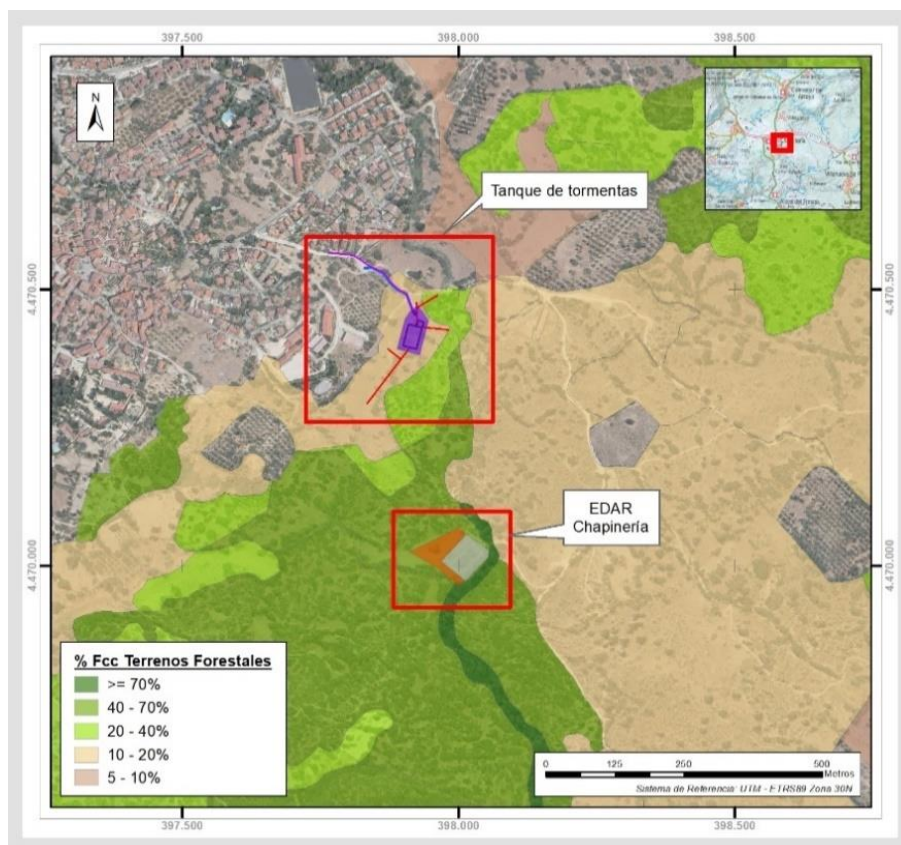 397.500
398.000
398.500
N
Tanque de tormentas
4.470.500
4.470.500
EDAR
Chapinería
4.470.000
4.470.000
% Fcc Terrenos Forestales
>= 70%
40 - 70%
20 - 40%
10 - 20%
5 - 10%
0
125
250
500
Metros
Sistema de Referencia: UTM - ETRS89 Zona 30N
397.500
398.000
398.500